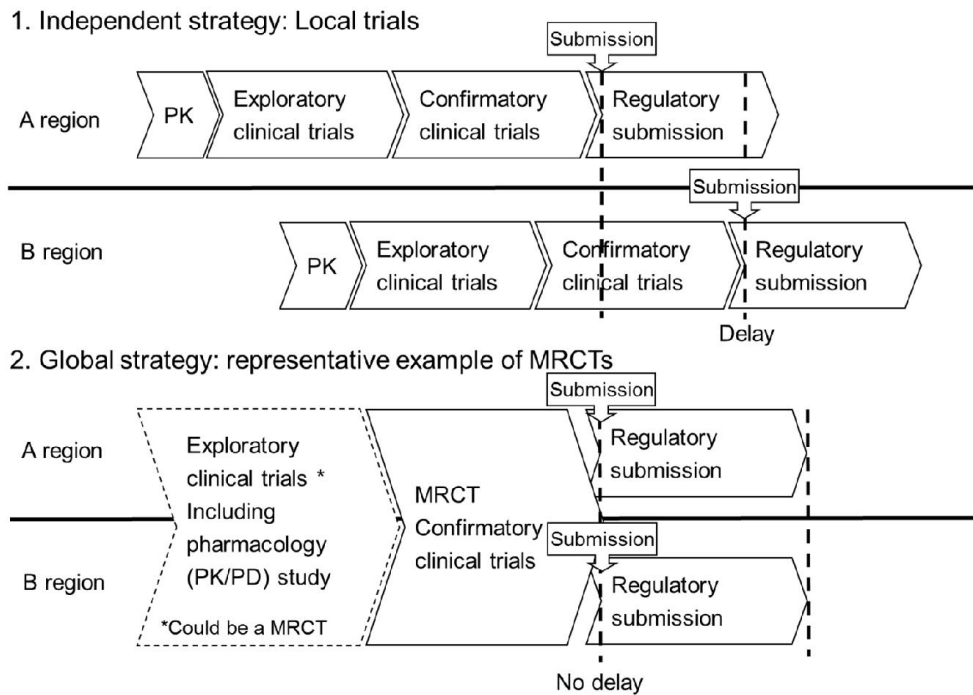 1. Independent strategy: Local trials
Submission
A region
PK
Exploratory
clinical trials
Confirmatory
clinical trials
Regulatory
submission
Submission
B region
PK
Exploratory
clinical trials
Confirmatory
clinical trials
Regulatory
submission
Delay
2. Global strategy: representative example of MRCTs
Submission
A region
Exploratory
clinical trials *
Including
pharmacology
(PK/PD) study
*Could be a MRCT
MRCT
Confirmatory
clinical trials
Regulatory
submission
Submission
B region
Regulatory
submission
No delay